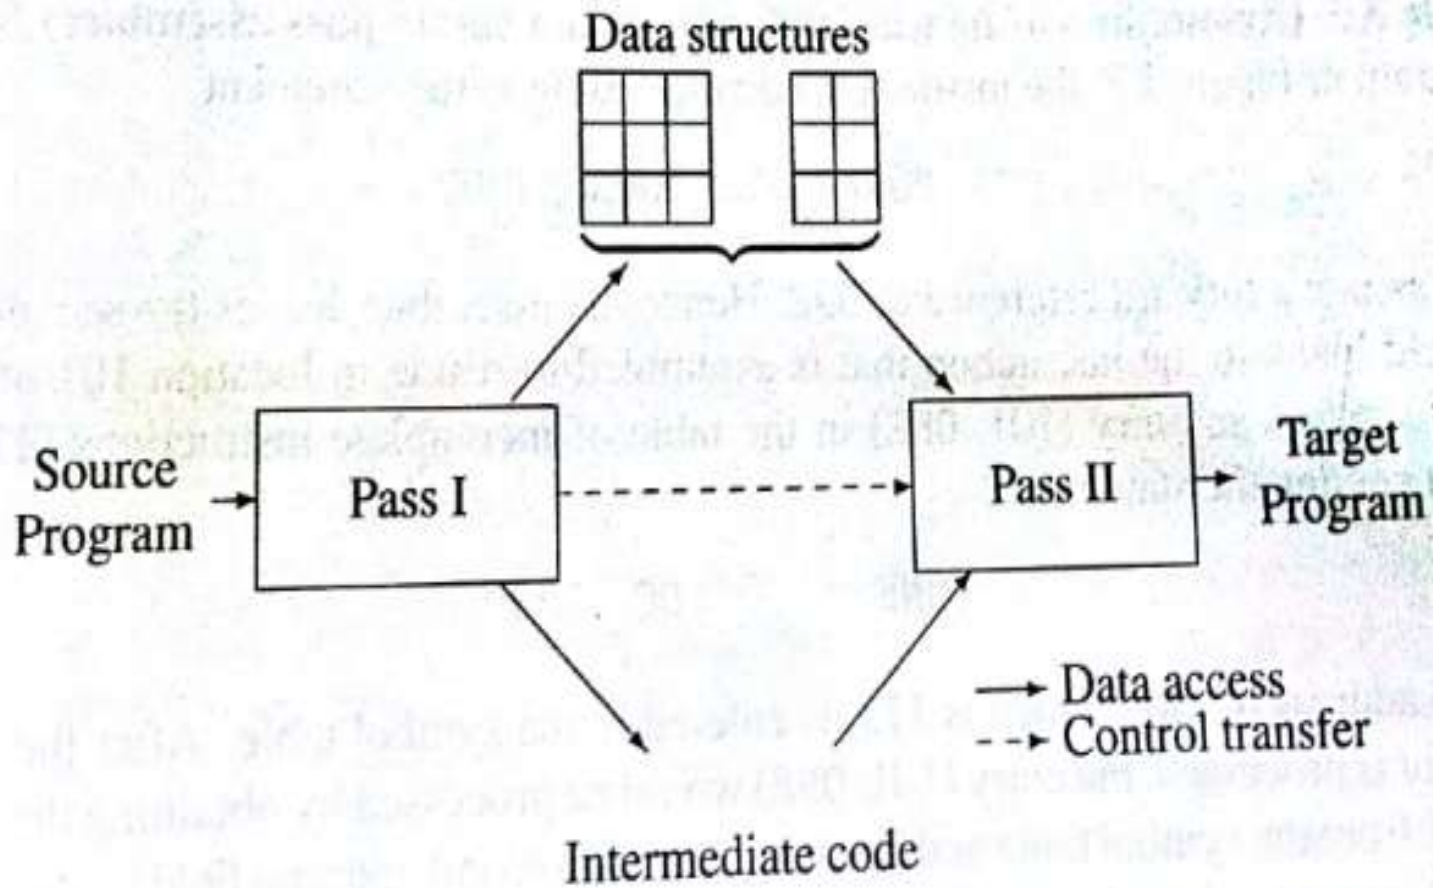 Data structures
Source
Program
Pass I
Pass II
Target
Program
Data access
Control transfer
Intermediate code